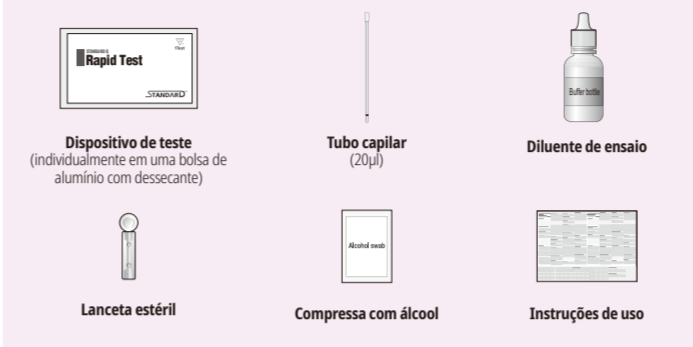 STANDARD Q
Rapid Test
STANDARD
Buffer bottle
Dispositivo de teste
(individualmente em uma bolsa de
alumínio com dessecante)
Tubo capilar
(20µl)
Diluente de ensaio
Alcohol swab
Lanceta estéril
Compressa com álcool
Instruções de uso